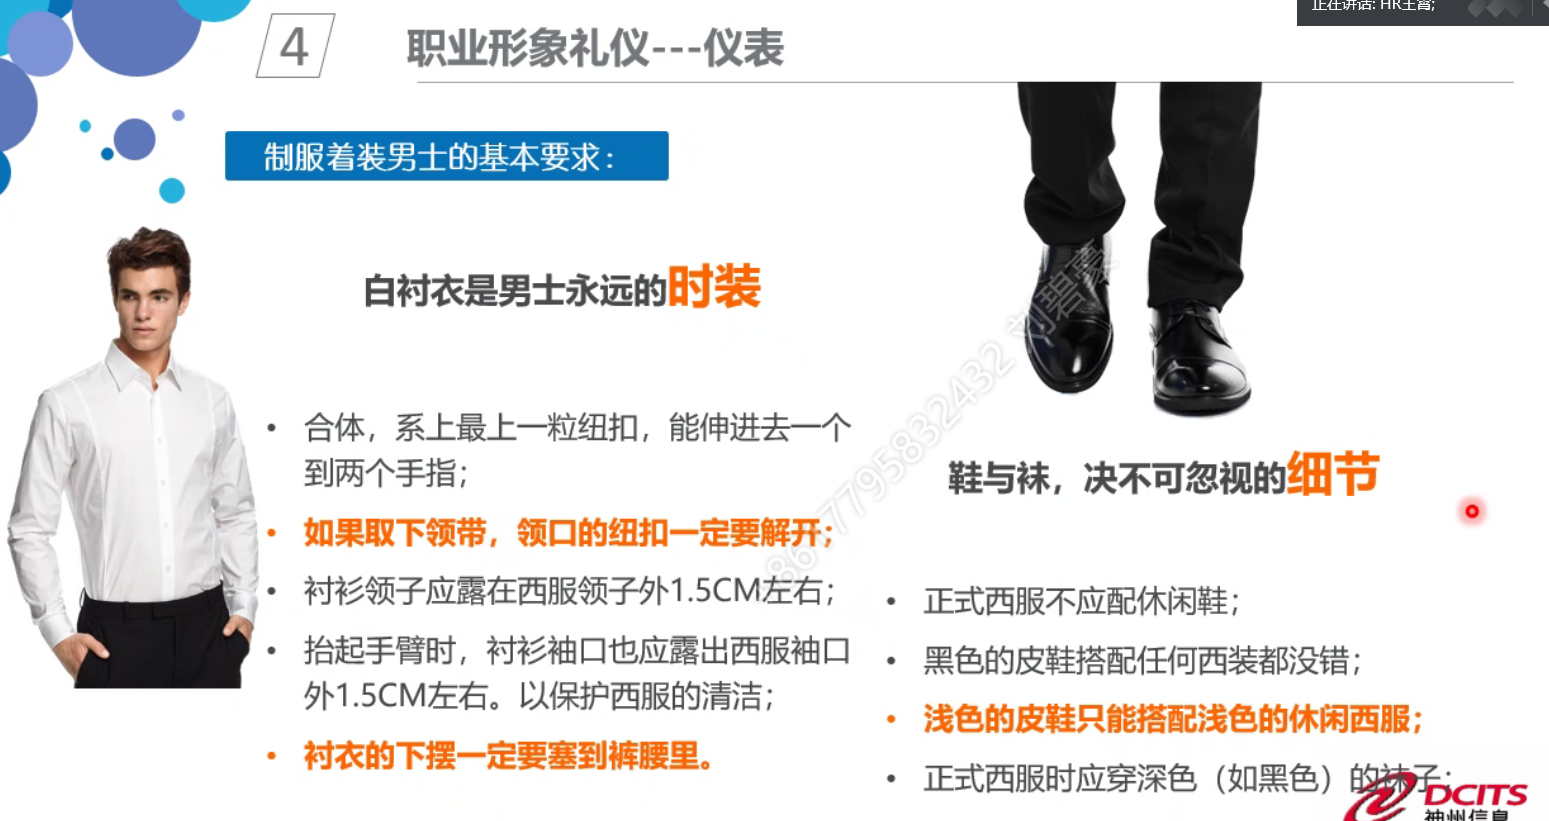 正在讲话: HR王霄;
4
职业形象礼仪---仪表
制服着装男士的基本要求：
白衬衣是男士永远的时装
• 合体，系上最上一粒纽扣，能伸进去一个
到两个手指；
• 如果取下领带，领口的纽扣一定要解开；
• 衬衫领子应露在西服领子外1.5CM左右；
• 抬起手臂时，衬衫袖口也应露出西服袖口
外1.5CM左右。以保护西服的清洁；
• 衬衣的下摆一定要塞到裤腰里。
鞋与袜，决不可忽视的细节
• 正式西服不应配休闲鞋；
• 黑色的皮鞋搭配任何西装都没错；
• 浅色的皮鞋只能搭配浅色的休闲西服；
• 正式西服时应穿深色（如黑色）的袜子；
DCITS
神州信息